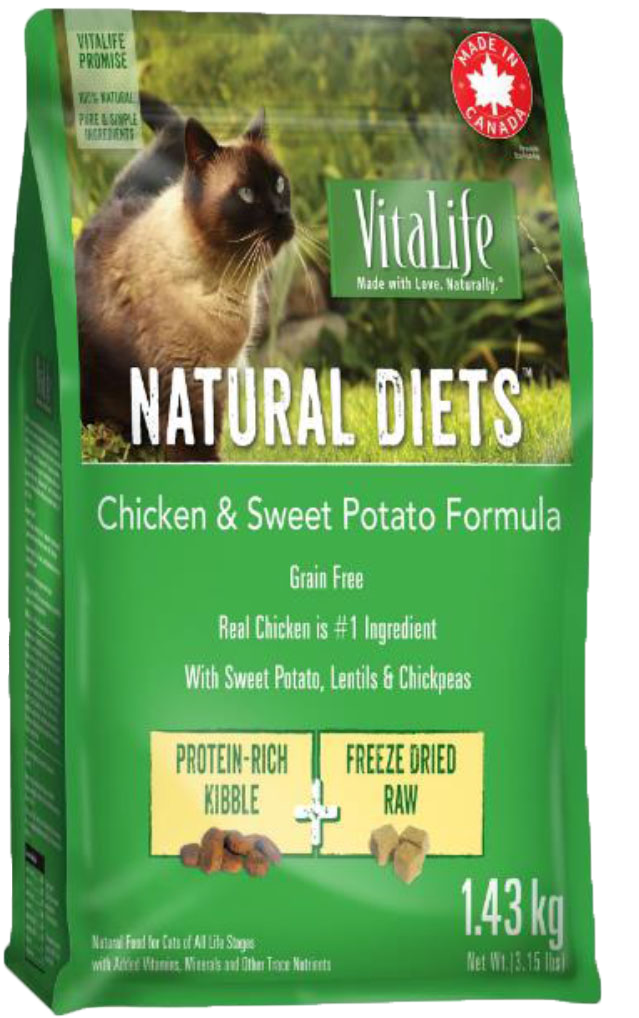 VITALIFE
PROMISE
100% NATURAL
PURE & SIMPLE
INGREDIENTS
MADE IN
CANADA
VitaLife
Made with Love. Naturally.®
NATURAL DIETS™
Chicken & Sweet Potato Formula
Grain Free
Real Chicken is #1 Ingredient
With Sweet Potato, Lentils & Chickpeas
PROTEIN-RICH
KIBBLE
+
FREEZE DRIED
RAW
1.43 kg
Net Wt.(3.15 lbs)
Natural Food for Cats of All Life Stages
with Added Vitamins, Minerals and Other Trace Nutrients